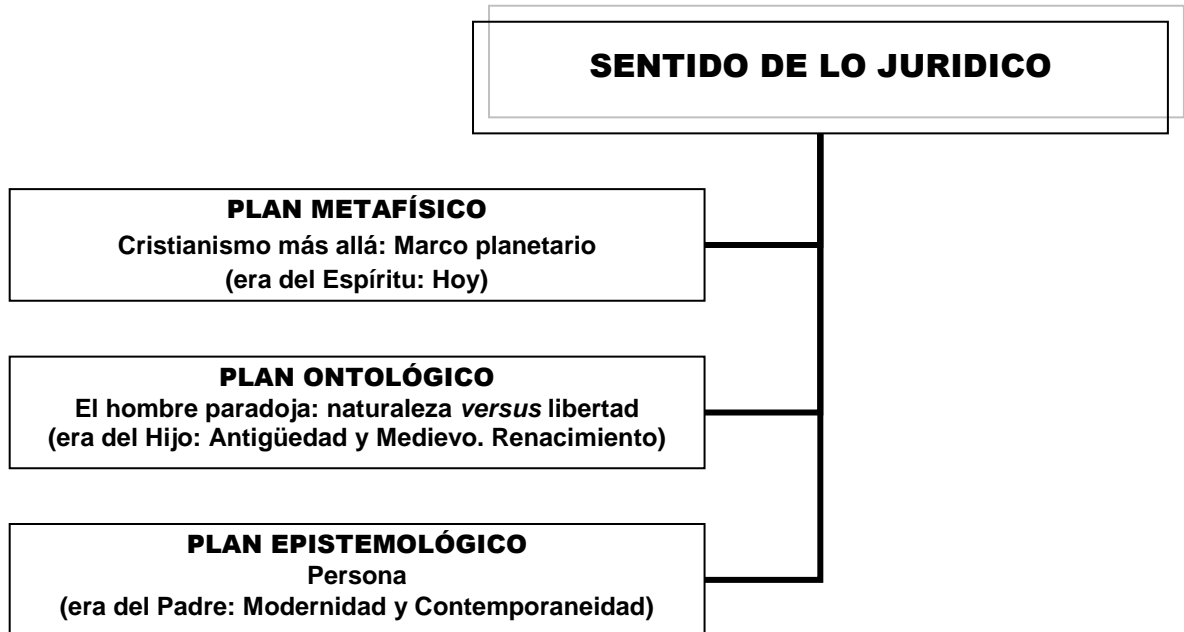 SENTIDO DE LO JURIDICO
PLAN METAFÍSICO
Cristianismo más allá: Marco planetario
(era del Espíritu: Hoy)
PLAN ONTOLÓGICO
El hombre paradoja: naturaleza versus libertad
(era del Hijo: Antigüedad y Medievo. Renacimiento)
PLAN EPISTEMOLÓGICO
Persona
(era del Padre: Modernidad y Contemporaneidad)